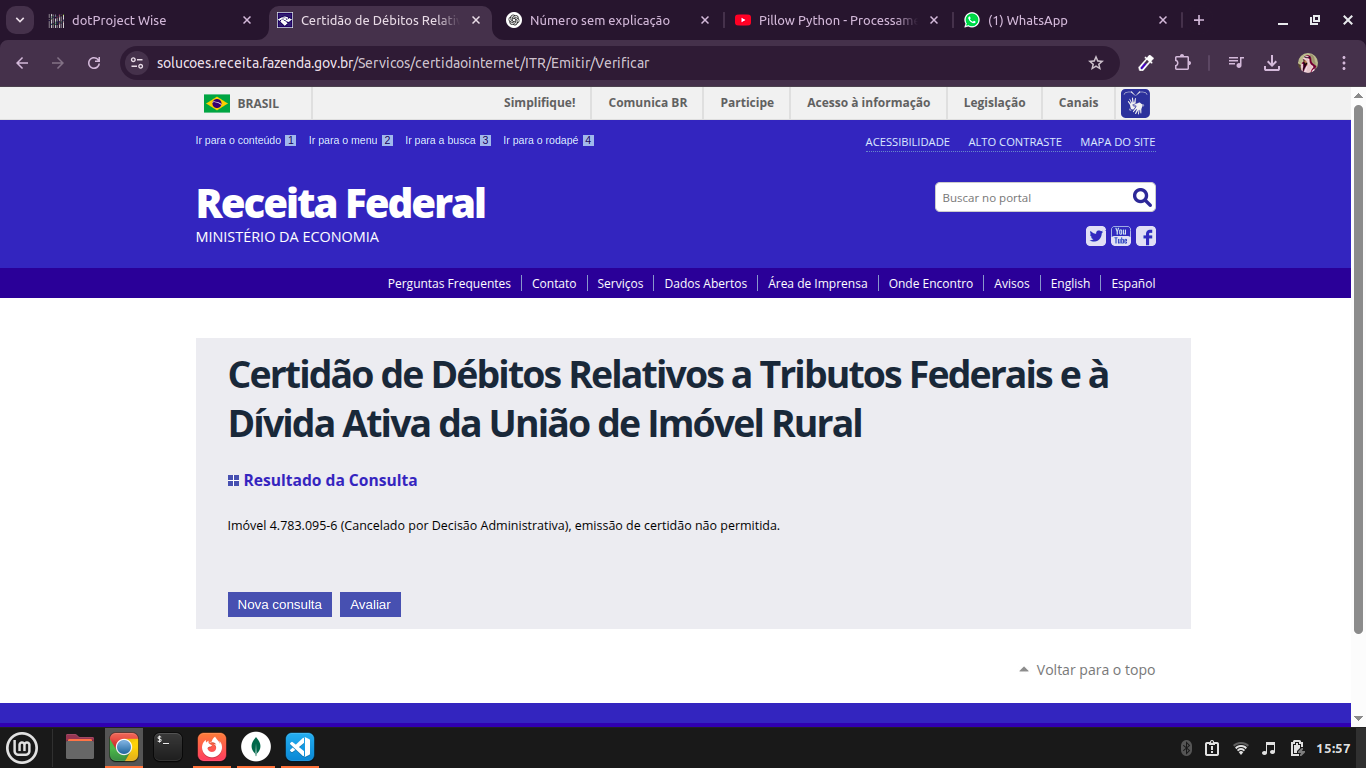 dotProject Wise
Certidão de Débitos Relativ
Número sem explicação
Pillow Python - Processam
(1) WhatsApp
solucoes.receita.fazenda.gov.br/Servicos/certidaointernet/ITR/Emitir/Verificar
BRASIL
Simplifique!
Comunica BR
Participe
Acesso à informação
Legislação
Canais
Ir para o conteúdo 1
Ir para o menu 2
Ir para a busca 3
Ir para o rodapé 4
ACESSIBILIDADE
ALTO CONTRASTE
MAPA DO SITE
Receita Federal
MINISTÉRIO DA ECONOMIA
Buscar no portal
You
Tube
Perguntas Frequentes
Contato
Serviços
Dados Abertos
Área de Imprensa
Onde Encontro
Avisos
English
Español
Certidão de Débitos Relativos a Tributos Federais e à
Dívida Ativa da União de Imóvel Rural
Resultado da Consulta
Imóvel 4.783.095-6 (Cancelado por Decisão Administrativa), emissão de certidão não permitida.
Nova consulta
Avaliar
Voltar para o topo
15:57